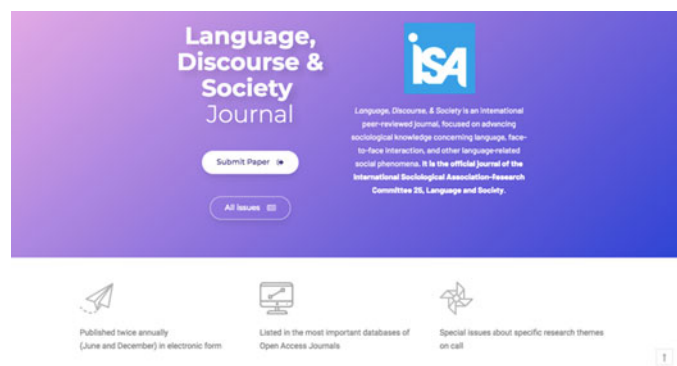 Language,
Discourse &
Society
Journal
Submit Paper
All issues
iSA
Language, Discourse, & Society is an international
peer-reviewed journal, focused on advancing
sociological knowledge concerning language, face-
to-face interaction, and other language-related
social phenomena. It is the official journal of the
International Sociological Association-Research
Committee 25, Language and Society.
Published twice annually
(June and December) in electronic form
Listed in the most important databases of
Open Access Journals
Special issues about specific research themes
on call